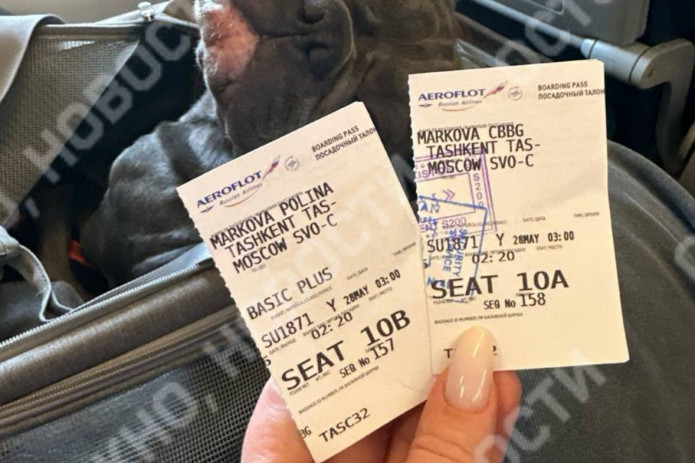 AEROFLOT
Russian Airlines
BOARDING PASS
ПОСАДОЧНЫЙ ТАЛОН
MARKOVA POLINA
TASHKENT TAS-
MOSCOW SVO-C
BASIC PLUS
SU1871 Y 28MAY 03:00
02:20
SEAT 10B
SEQ No 157
TASC32
AEROFLOT
Russian Airlines
BOARDING PASS
ПОСАДОЧНЫЙ ТАЛОН
MARKOVA CBBG
TASHKENT TAS-
MOSCOW SVO-C
S200
SU1871 Y 28MAY 03:00
02:20
SEAT 10A
SEQ No 158